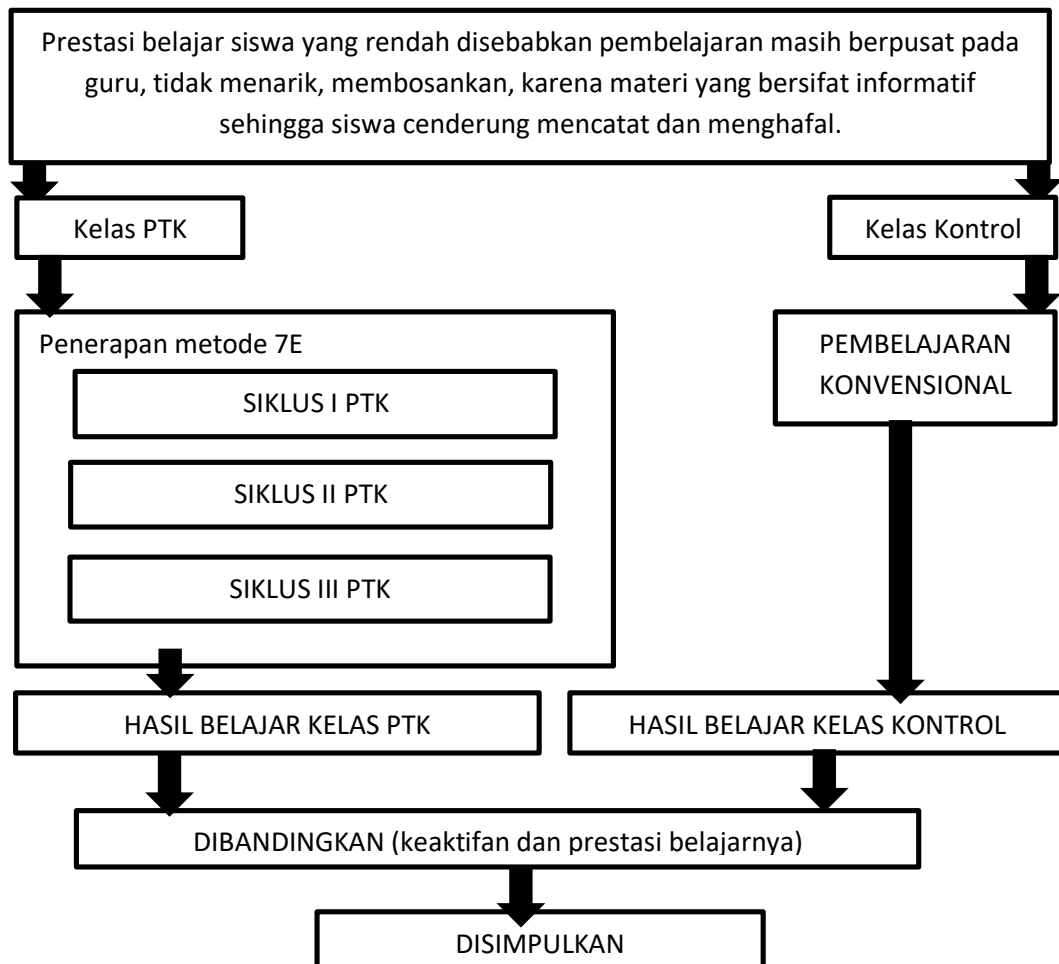 Prestasi belajar siswa yang rendah disebabkan pembelajaran masih berpusat pada
guru, tidak menarik, membosankan, karena materi yang bersifat informatif
sehingga siswa cenderung mencatat dan menghafal.
Kelas PTK
Kelas Kontrol
Penerapan metode 7E
SIKLUS I PTK
SIKLUS II PTK
SIKLUS III PTK
PEMBELAJARAN
KONVENSIONAL
HASIL BELAJAR KELAS PTK
HASIL BELAJAR KELAS KONTROL
DIBANDINGKAN (keaktifan dan prestasi belajarnya)
DISIMPULKAN